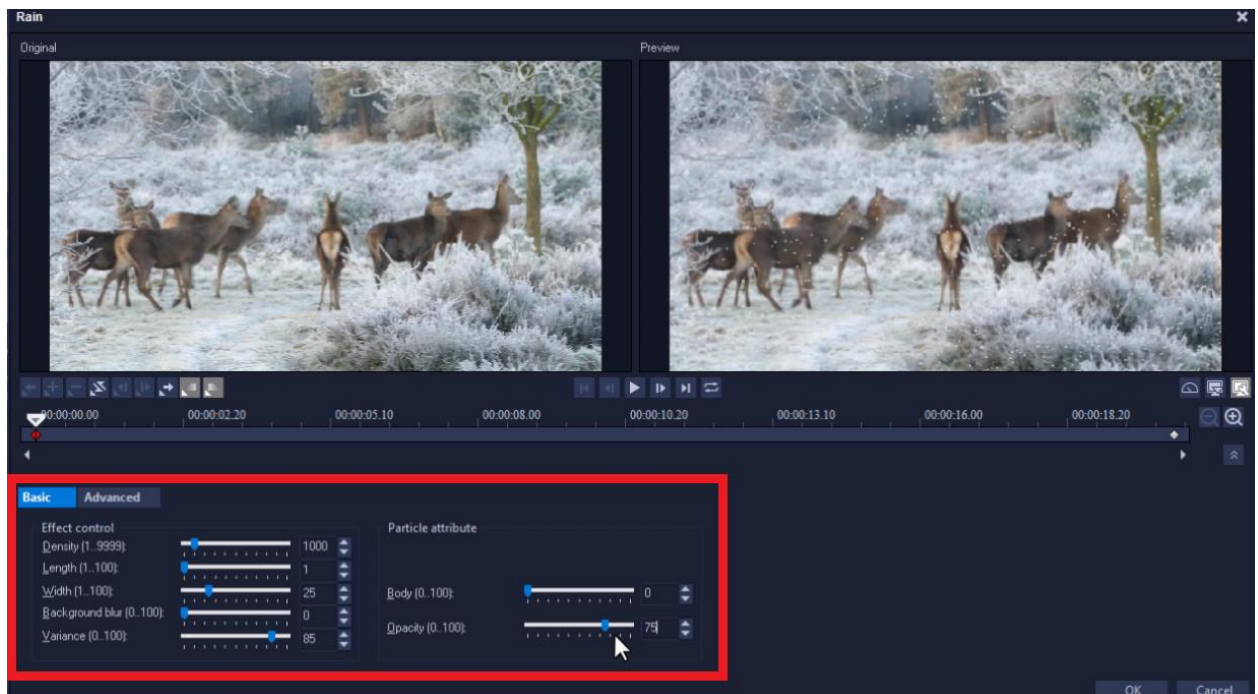 Rain
Original
Preview
00:00:00.00 00:00:02.20 00:00:05.10 00:00:08.00 00:00:10.20 00:00:13.10 00:00:16.00 00:00:18.20
Basic Advanced
Effect control
Density (1..9999): 1000
Length (1..100): 1
Width (1..100): 25
Background blur (0..100): 0
Variance (0..100): 85
Particle attribute
Body (0..100): 0
Opacity (0..100): 75
OK Cancel